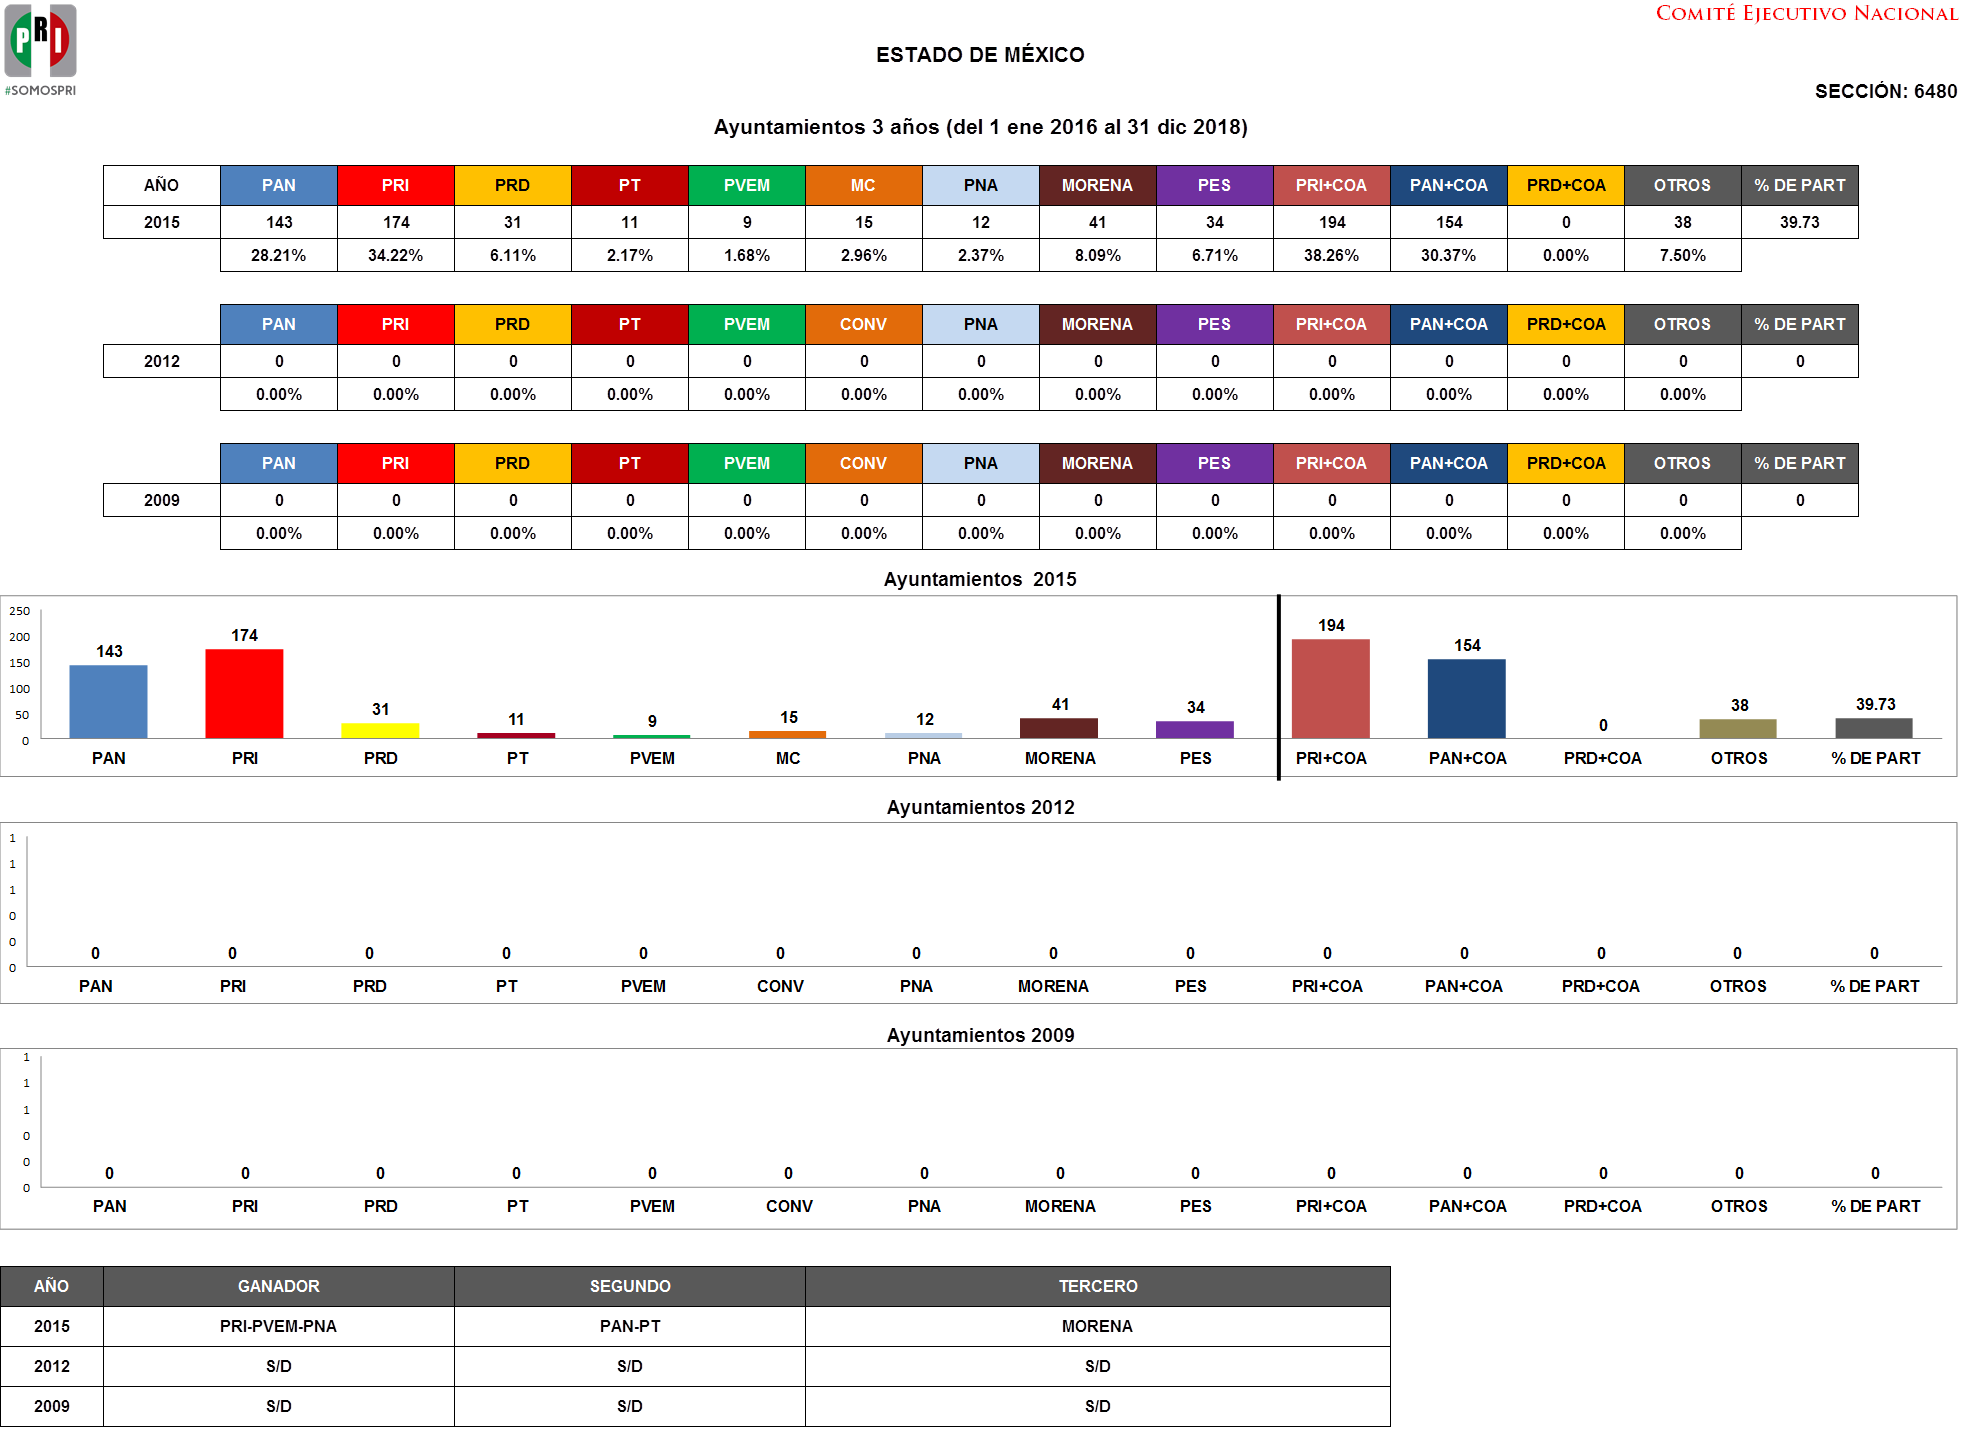 PRI
#SOMOSPRI
COMITÉ EJECUTIVO NACIONAL
ESTADO DE MÉXICO
SECCIÓN: 6480
Ayuntamientos 3 años (del 1 ene 2016 al 31 dic 2018)
AÑO PAN PRI PRD PT PVEM MC PNA MORENA PES PRI+COA PAN+COA PRD+COA OTROS % DE PART
2015 143 174 31 11 9 15 12 41 34 194 154 0 38 39.73
28.21% 34.22% 6.11% 2.17% 1.68% 2.96% 2.37% 8.09% 6.71% 38.26% 30.37% 0.00% 7.50%
PAN PRI PRD PT PVEM CONV PNA MORENA PES PRI+COA PAN+COA PRD+COA OTROS % DE PART
2012 0 0 0 0 0 0 0 0 0 0 0 0 0 0
0.00% 0.00% 0.00% 0.00% 0.00% 0.00% 0.00% 0.00% 0.00% 0.00% 0.00% 0.00% 0.00%
PAN PRI PRD PT PVEM CONV PNA MORENA PES PRI+COA PAN+COA PRD+COA OTROS % DE PART
2009 0 0 0 0 0 0 0 0 0 0 0 0 0 0
0.00% 0.00% 0.00% 0.00% 0.00% 0.00% 0.00% 0.00% 0.00% 0.00% 0.00% 0.00% 0.00%
Ayuntamientos 2015
250
200
150
100
50
0
143 174 31 11 9 15 12 41 34 194 154 0 38 39.73
PAN PRI PRD PT PVEM MC PNA MORENA PES PRI+COA PAN+COA PRD+COA OTROS % DE PART
Ayuntamientos 2012
1
1
1
0
0
0
0 0 0 0 0 0 0 0 0 0 0 0 0 0
PAN PRI PRD PT PVEM CONV PNA MORENA PES PRI+COA PAN+COA PRD+COA OTROS % DE PART
Ayuntamientos 2009
1
1
1
0
0
0
0 0 0 0 0 0 0 0 0 0 0 0 0 0
PAN PRI PRD PT PVEM CONV PNA MORENA PES PRI+COA PAN+COA PRD+COA OTROS % DE PART
AÑO GANADOR SEGUNDO TERCERO
2015 PRI-PVEM-PNA PAN-PT MORENA
2012 S/D S/D S/D
2009 S/D S/D S/D